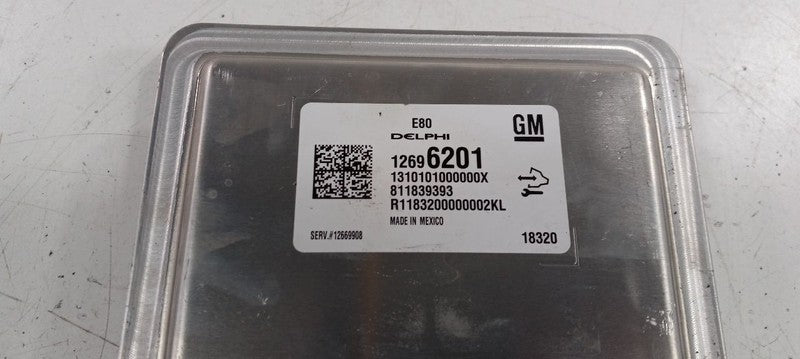 E80
DELPHI
GM
12696201
1310101000000X
811839393
R1183200000002KL
MADE IN MEXICO
SERV.#12669908
18320